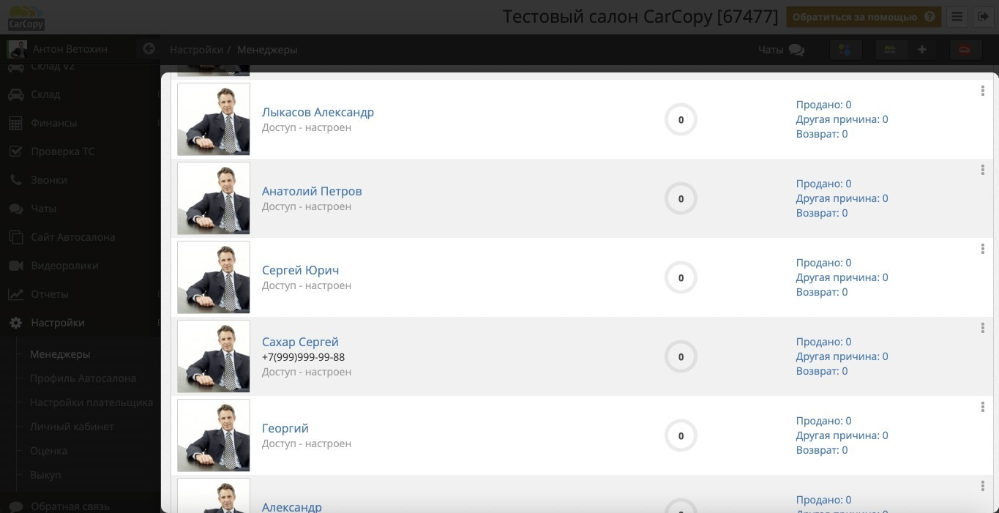 CarCopy
Тестовый салон CarCopy [67477]
Обратиться за помощью ?
Антон Ветохин
Настройки / Менеджеры
Чаты
Склад V2
Склад
Финансы
Проверка ТС
Звонки
Чаты
Сайт Автосалона
Видеоролики
Отчеты
Настройки
Менеджеры
Профиль Автосалона
Настройки плательщика
Личный кабинет
Оценка
Выкуп
Обратная связь
Лыкасов Александр
Доступ - настроен
0
Продано: 0
Другая причина: 0
Возврат: 0
Анатолий Петров
Доступ - настроен
0
Продано: 0
Другая причина: 0
Возврат: 0
Сергей Юрич
Доступ - настроен
0
Продано: 0
Другая причина: 0
Возврат: 0
Сахар Сергей
+7(999)999-99-88
Доступ - настроен
0
Продано: 0
Другая причина: 0
Возврат: 0
Георгий
Доступ - настроен
0
Продано: 0
Другая причина: 0
Возврат: 0
Александр
Продано: 0